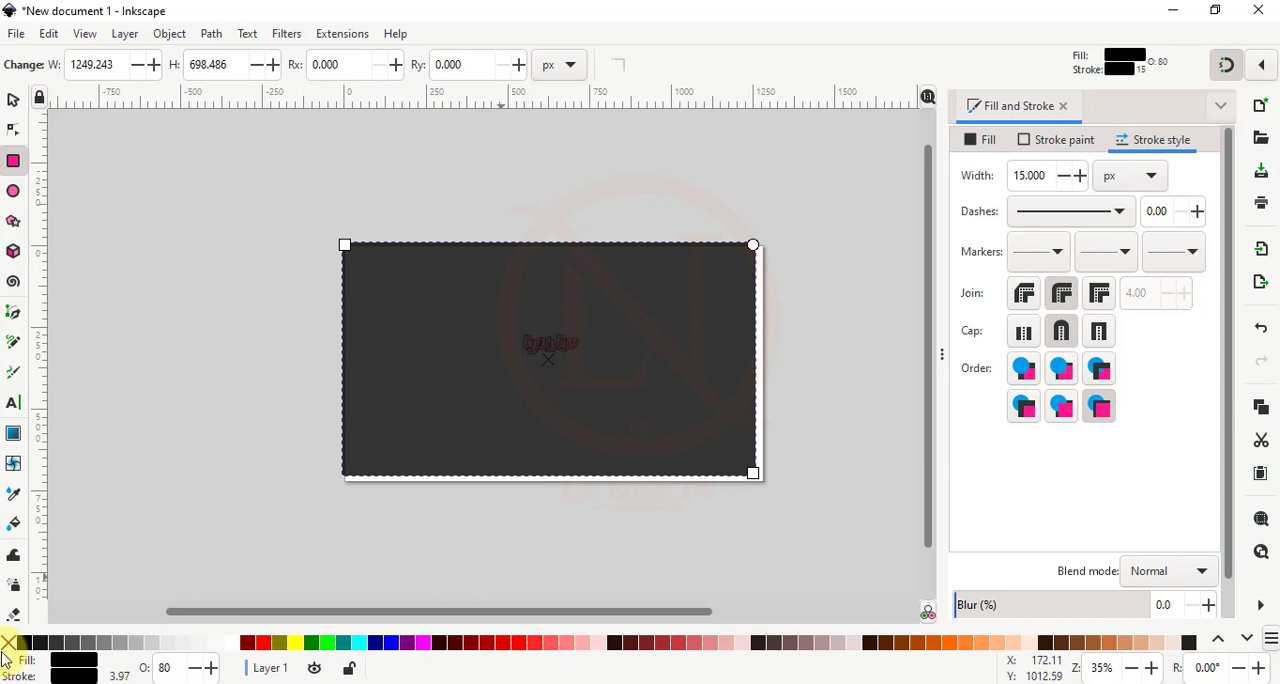 *New document 1 - Inkscape
File Edit View Layer Object Path Text Filters Extensions Help
Change: W: 1249.243 H: 698.486 Rx: 0.000 Ry: 0.000 px
Fill:
Stroke: 15 O: 80
-750 -500 -250 0 250 500 750 1000 1250 1500
1:1
Fill and Stroke
Fill Stroke paint Stroke style
Width: 15.000 px
Dashes: 0.00
Markers:
Join: 4.00
Cap:
Order:
Blend mode: Normal
Blur (%) 0.0
Fill:
Stroke: 3.97 O: 80 Layer 1
X: 172.11
Y: 1012.59
Z: 35% R: 0.00°